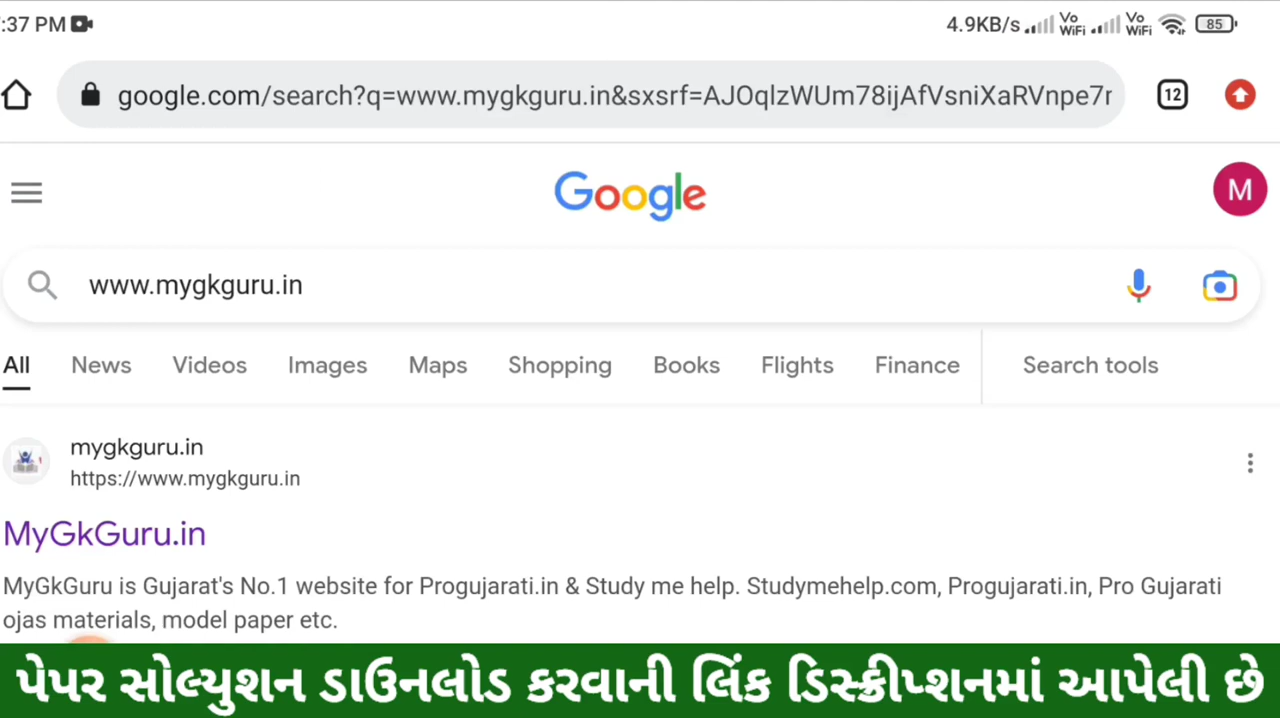 :37 PM
4.9KB/s Vo WiFi Vo WiFi 85
google.com/search?q=www.mygkguru.in&sxsrf=AJOqlzWUm78ijAfVsniXaRVnpe7r
12
Google
M
www.mygkguru.in
All News Videos Images Maps Shopping Books Flights Finance Search tools
mygkguru.in
https://www.mygkguru.in
MyGkGuru.in
MyGkGuru is Gujarat's No.1 website for Progujarati.in & Study me help. Studymehelp.com, Progujarati.in, Pro Gujarati
ojas materials, model paper etc.
પેપર સોલ્યુશન ડાઉનલોડ કરવાની લિંક ડિસ્ક્રીપ્શનમાં આપેલી છે